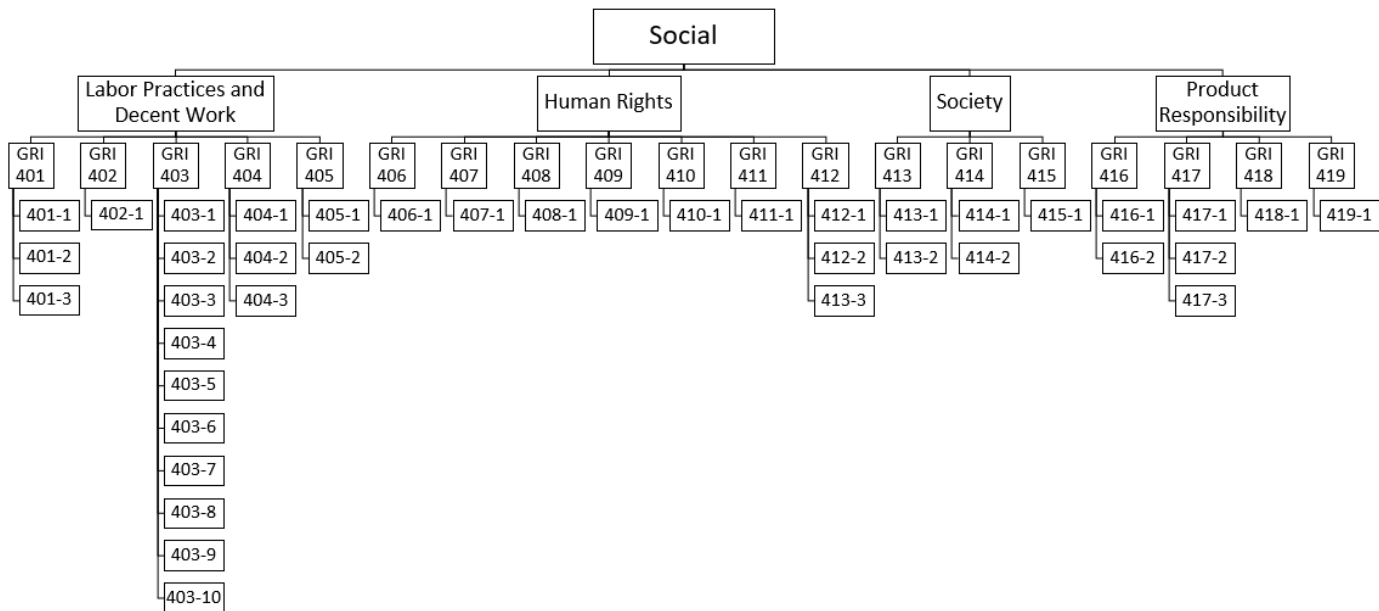 Social
Labor Practices and
Decent Work
Human Rights
Society
Product
Responsibility
GRI
401
GRI
402
GRI
403
GRI
404
GRI
405
GRI
406
GRI
407
GRI
408
GRI
409
GRI
410
GRI
411
GRI
412
GRI
413
GRI
414
GRI
415
GRI
416
GRI
417
GRI
418
GRI
419
401-1
402-1
403-1
404-1
405-1
406-1
407-1
408-1
409-1
410-1
411-1
412-1
413-1
414-1
415-1
416-1
417-1
418-1
419-1
401-2
403-2
404-2
405-2
412-2
413-2
414-2
416-2
417-2
401-3
403-3
404-3
413-3
417-3
403-4
403-5
403-6
403-7
403-8
403-9
403-10